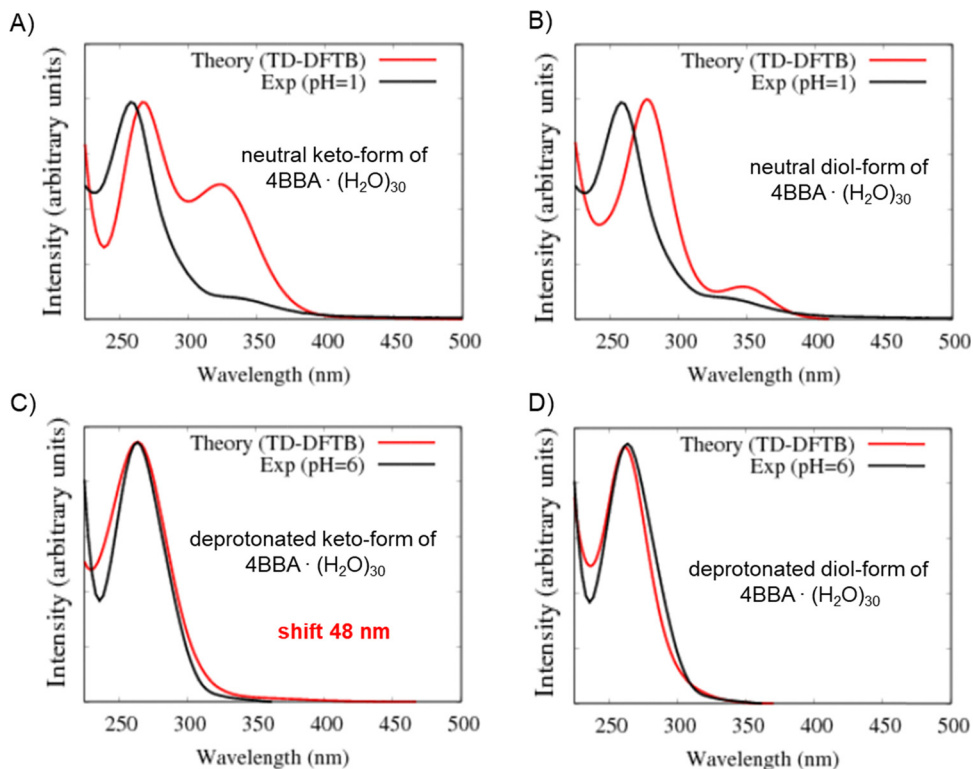 A)
Intensity (arbitrary units)
Theory (TD-DFTB)
Exp (pH=1)
neutral keto-form of
4BBA · (H₂O)₃₀
250 300 350 400 450 500
Wavelength (nm)
B)
Intensity (arbitrary units)
Theory (TD-DFTB)
Exp (pH=1)
neutral diol-form of
4BBA · (H₂O)₃₀
250 300 350 400 450 500
Wavelength (nm)
C)
Intensity (arbitrary units)
Theory (TD-DFTB)
Exp (pH=6)
deprotonated keto-form of
4BBA · (H₂O)₃₀
shift 48 nm
250 300 350 400 450 500
Wavelength (nm)
D)
Intensity (arbitrary units)
Theory (TD-DFTB)
Exp (pH=6)
deprotonated diol-form of
4BBA · (H₂O)₃₀
250 300 350 400 450 500
Wavelength (nm)